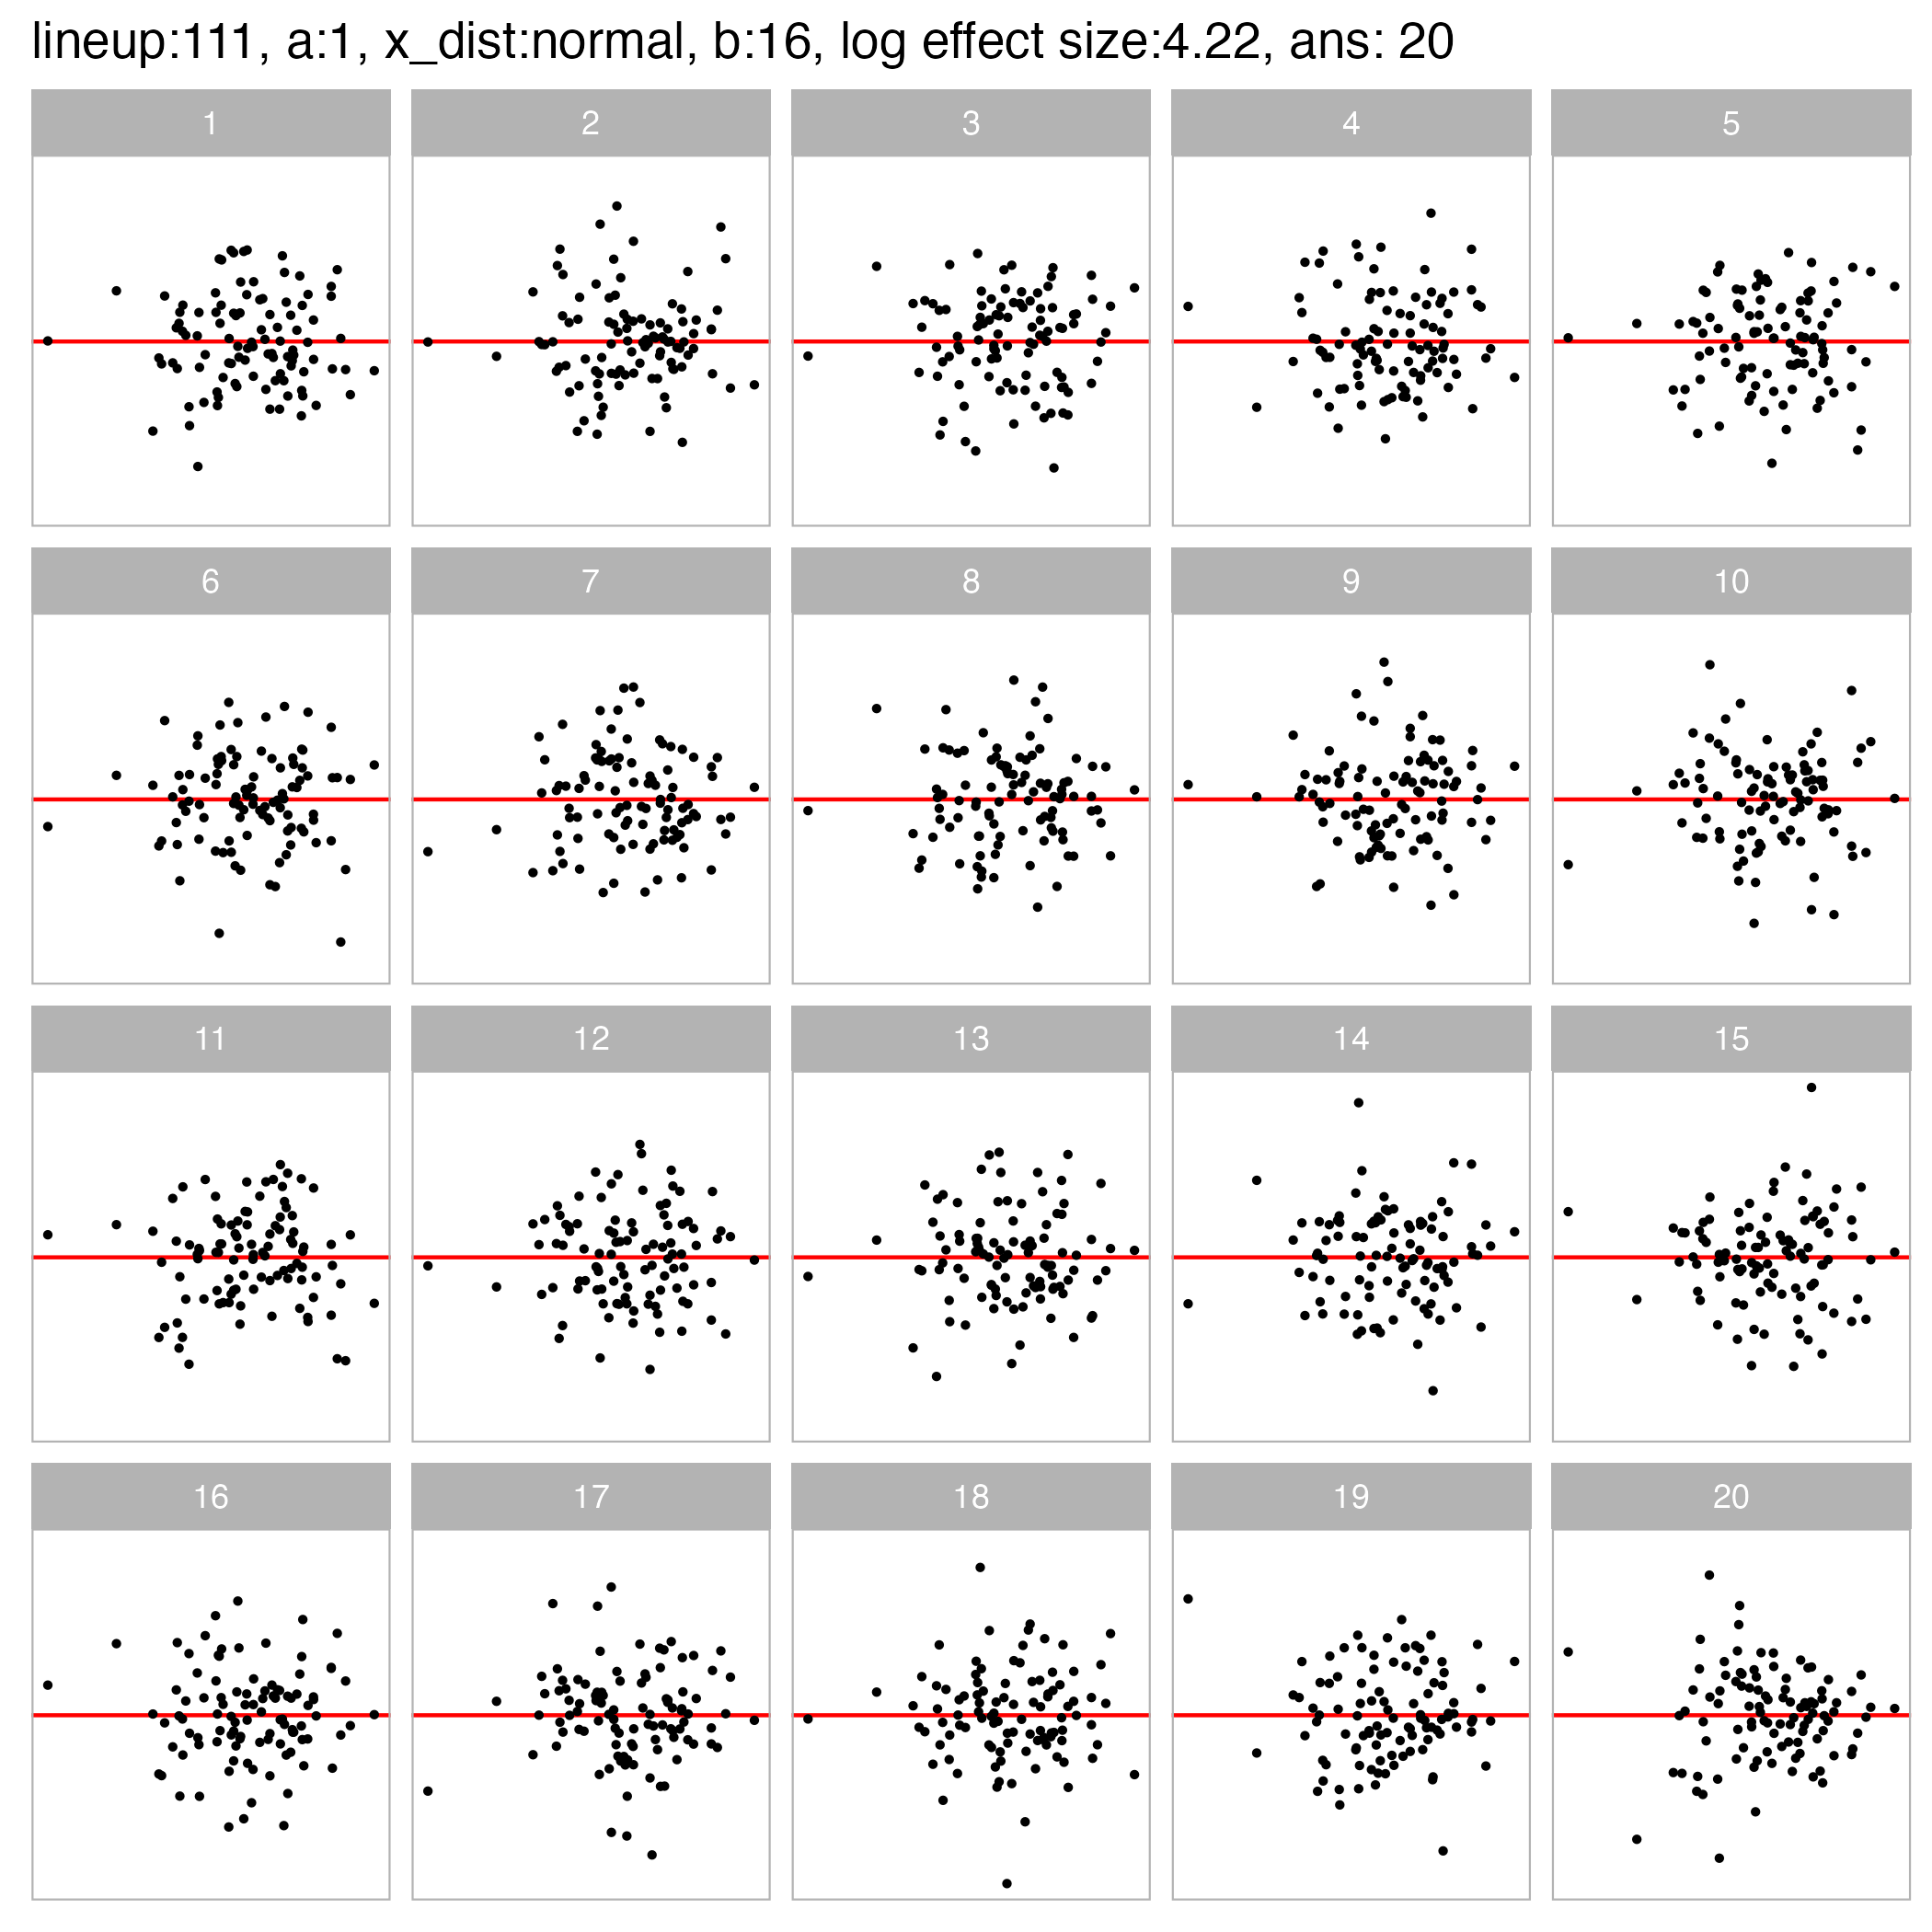 lineup:111, a:1, x_dist:normal, b:16, log effect size:4.22, ans: 20
1 2 3 4 5
6 7 8 9 10
11 12 13 14 15
16 17 18 19 20